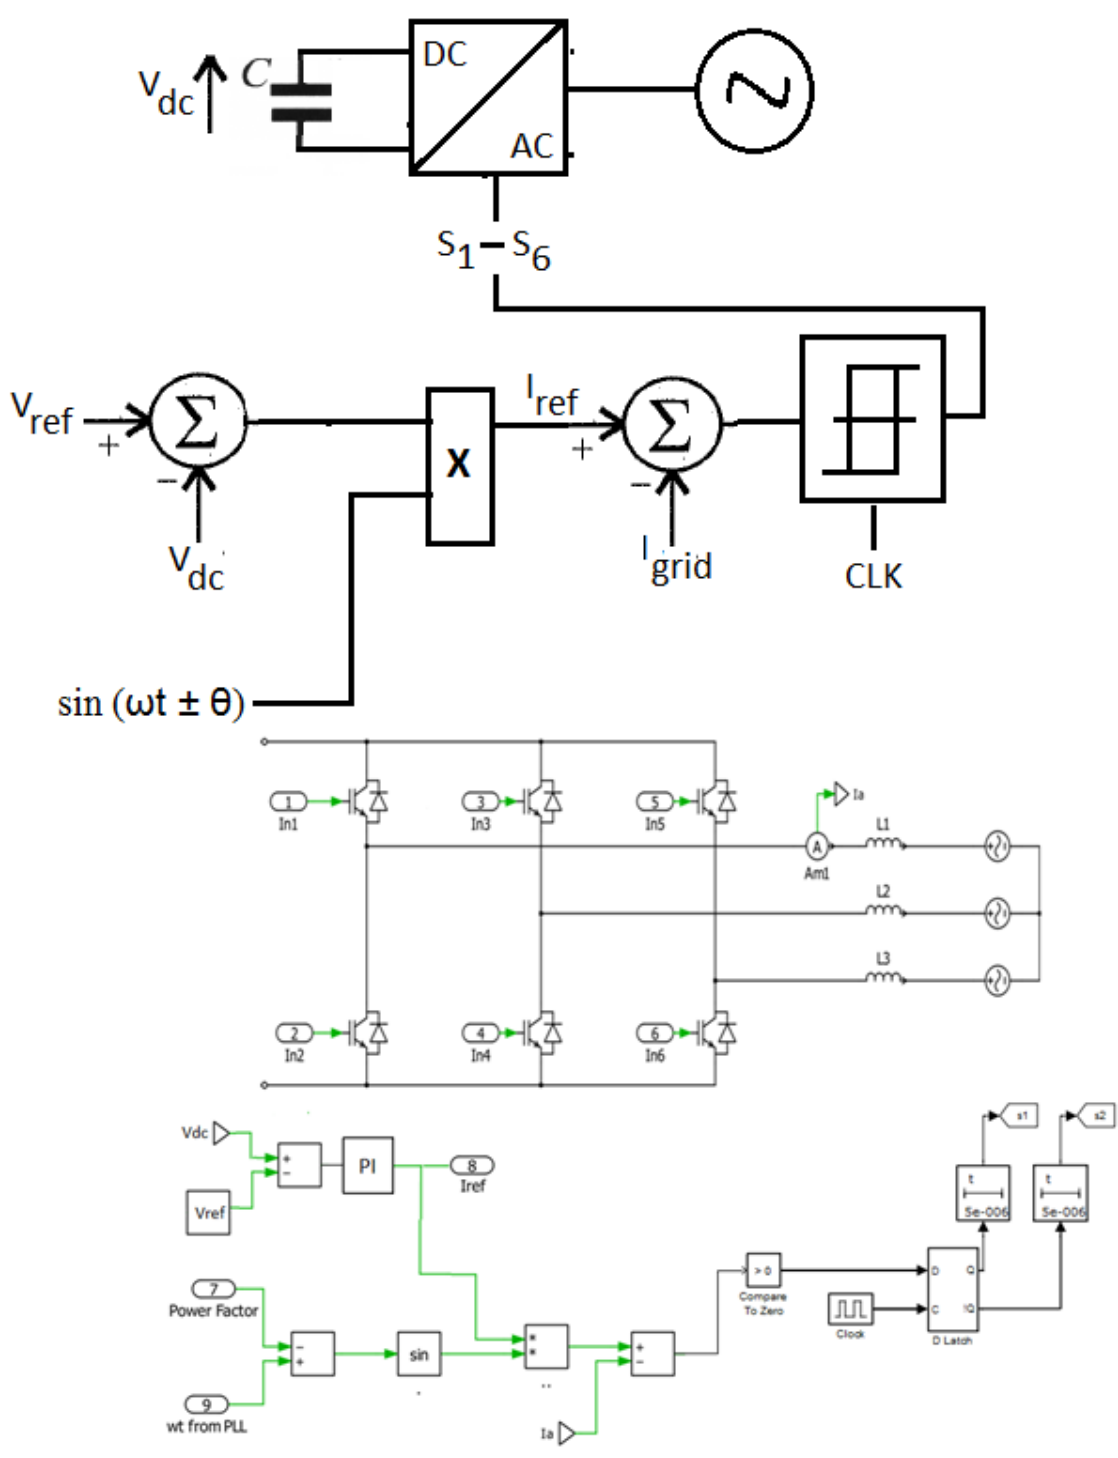 DC
V dc
C
AC
S1 – S6
Vref
+
Σ
–
Vdc
X
Iref
+
Σ
–
Igrid
CLK
sin (ωt ± θ)
1
In1
3
In3
5
In5
Ia
A
Am1
L1
L2
L3
2
In2
4
In4
6
In6
Vdc
+
−
Vref
PI
8
Iref
7
Power Factor
−
+
sin
9
wt from PLL
*
*
+
−
Ia
> 0
Compare
To Zero
Clock
D
Q
C
!Q
D Latch
t
5e-006
t
5e-006
s1
s2